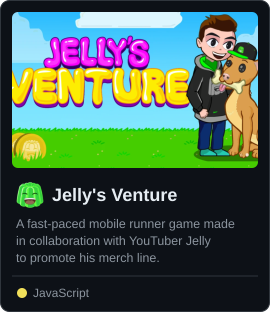 JELLY'S
VENTURE
Jelly's Venture
A fast-paced mobile runner game made
in collaboration with YouTuber Jelly
to promote his merch line.
JavaScript